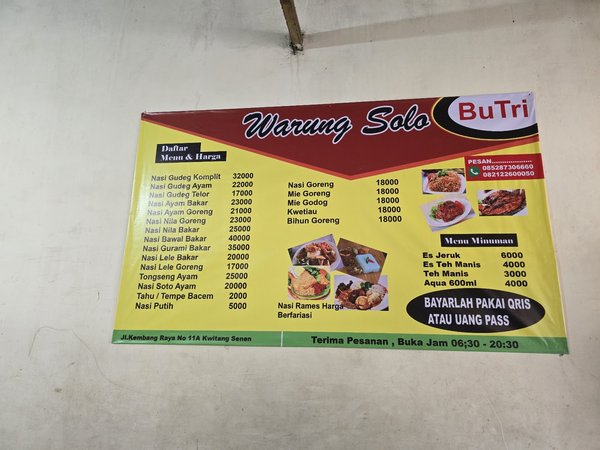 Warung Solo
BuTri
Daftar
Menu & Harga
PESAN...................
085287306660
082122600050
Nasi Gudeg Komplit 32000
Nasi Gudeg Ayam 22000
Nasi Gudeg Telor 17000
Nasi Ayam Bakar 23000
Nasi Ayam Goreng 21000
Nasi Nila Goreng 23000
Nasi Nila Bakar 25000
Nasi Bawal Bakar 40000
Nasi Gurami Bakar 35000
Nasi Lele Bakar 20000
Nasi Lele Goreng 17000
Tongseng Ayam 25000
Nasi Soto Ayam 20000
Tahu / Tempe Bacem 2000
Nasi Putih 5000
Nasi Goreng 18000
Mie Goreng 18000
Mie Godog 18000
Kwetiau 18000
Bihun Goreng 18000
Nasi Rames Harga
Berfariasi
Menu Minuman
Es Jeruk 6000
Es Teh Manis 4000
Teh Manis 3000
Aqua 600ml 4000
BAYARLAH PAKAI QRIS
ATAU UANG PASS
Jl.Kembang Raya No 11A Kwitang Senen
Terima Pesanan , Buka Jam 06;30 - 20:30